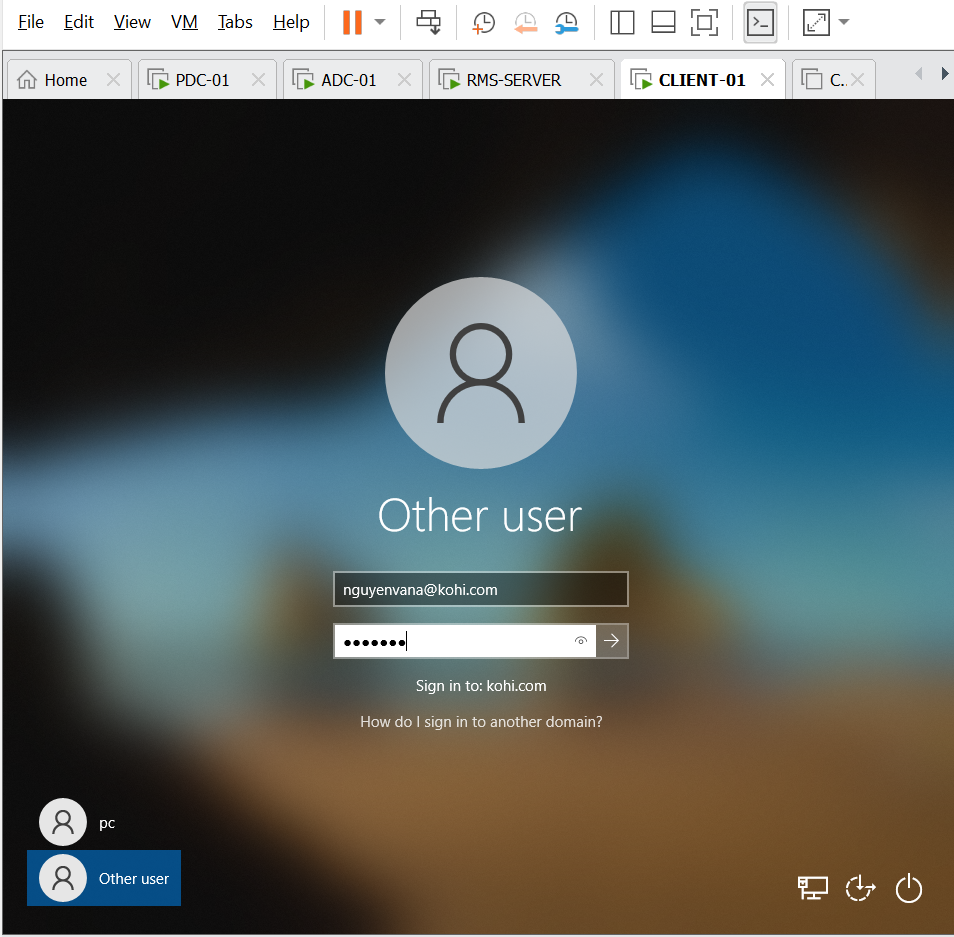 File Edit View VM Tabs Help
Home PDC-01 ADC-01 RMS-SERVER CLIENT-01 C..
Other user
nguyenvana@kohi.com
•••••••
Sign in to: kohi.com
How do I sign in to another domain?
pc
Other user